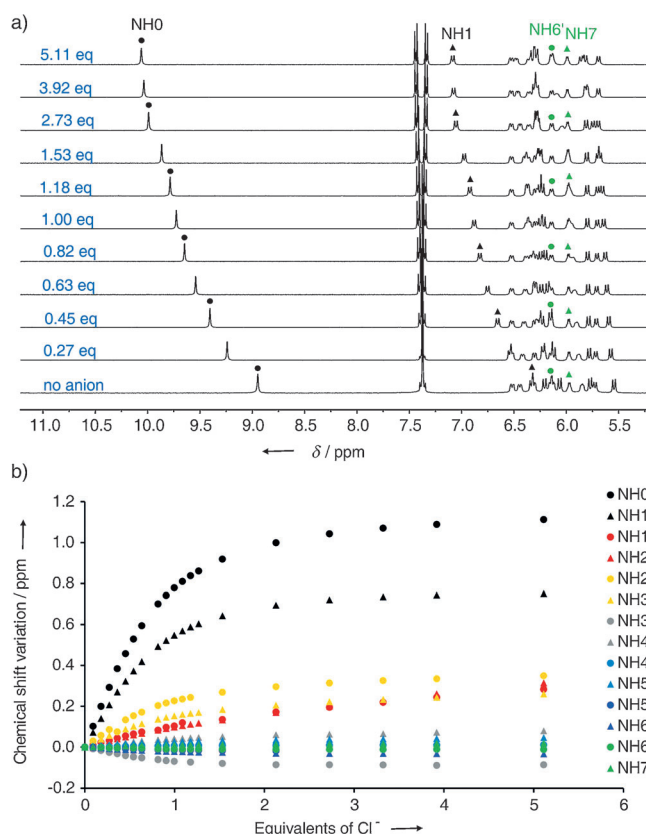 a)
NH0 NH1 NH6' NH7
5.11 eq
3.92 eq
2.73 eq
1.53 eq
1.18 eq
1.00 eq
0.82 eq
0.63 eq
0.45 eq
0.27 eq
no anion
11.0 10.5 10.0 9.5 9.0 8.5 8.0 7.5 7.0 6.5 6.0 5.5
← δ / ppm
b)
Chemical shift variation / ppm →
1.2
1.0
0.8
0.6
0.4
0.2
0.0
-0.2
0 1 2 3 4 5 6
Equivalents of Cl⁻ →
NH0
NH1
NH1
NH2
NH2
NH3
NH3
NH4
NH4
NH5
NH5
NH6
NH6
NH7